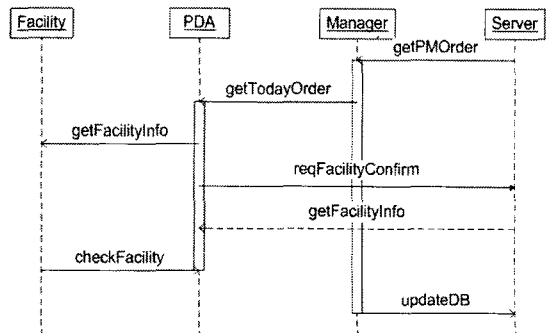 Facility
PDA
Manager
Server
getPMOrder
getTodayOrder
getFacilityInfo
reqFacilityConfirm
getFacilityInfo
checkFacility
updateDB